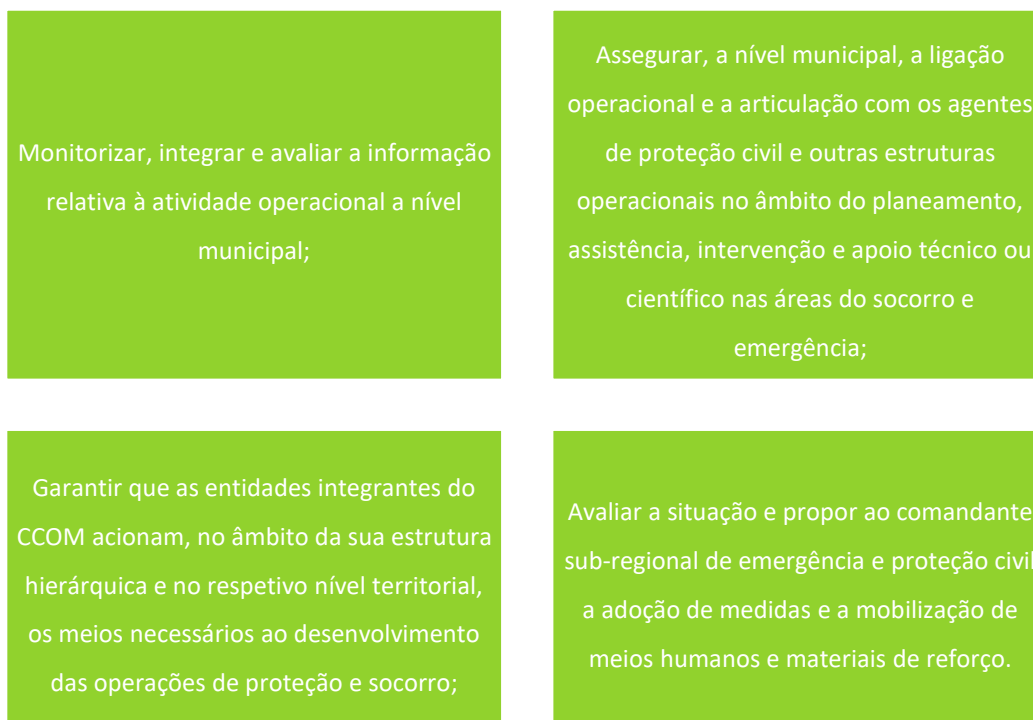 Monitorizar, integrar e avaliar a informação
relativa à atividade operacional a nível
municipal;
Assegurar, a nível municipal, a ligação
operacional e a articulação com os agentes
de proteção civil e outras estruturas
operacionais no âmbito do planeamento,
assistência, intervenção e apoio técnico ou
científico nas áreas do socorro e
emergência;
Garantir que as entidades integrantes do
CCOM acionam, no âmbito da sua estrutura
hierárquica e no respetivo nível territorial,
os meios necessários ao desenvolvimento
das operações de proteção e socorro;
Avaliar a situação e propor ao comandante
sub-regional de emergência e proteção civil
a adoção de medidas e a mobilização de
meios humanos e materiais de reforço.